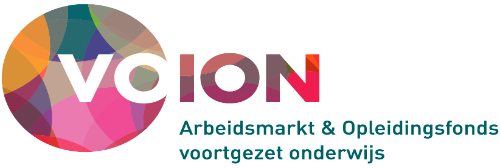 VOION
Arbeidsmarkt & Opleidingsfonds
voortgezet onderwijs